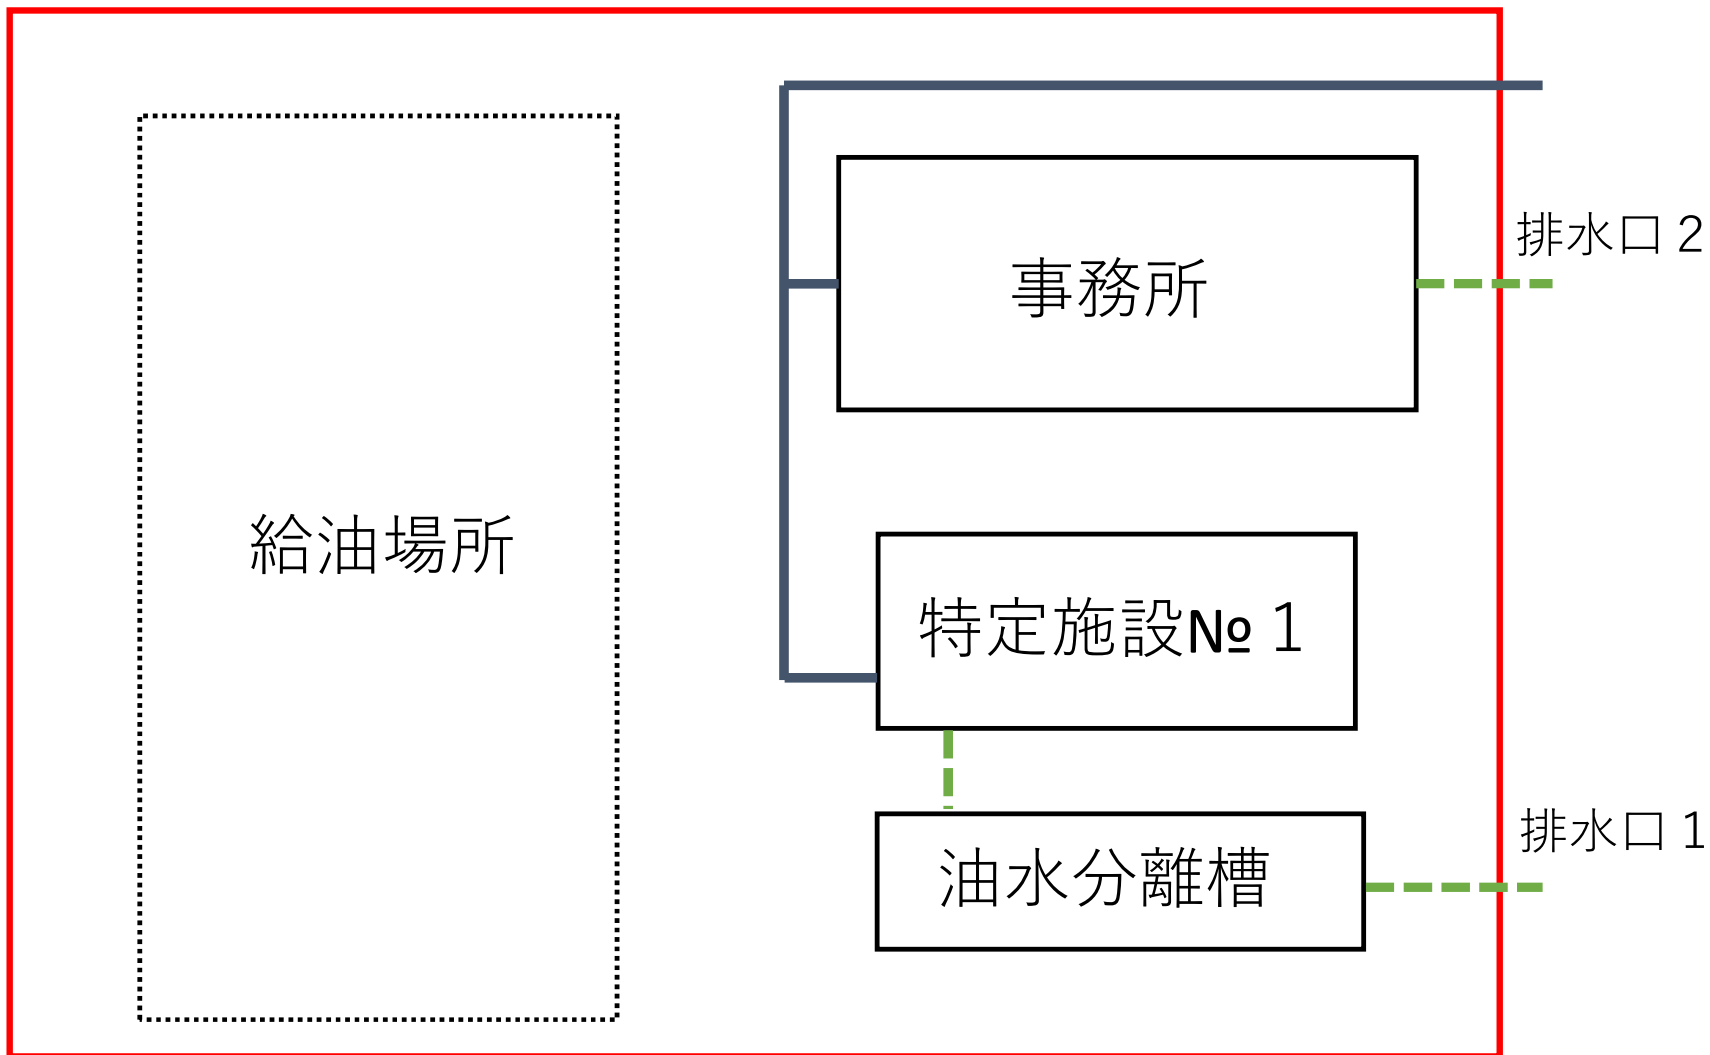 排水口 2
事務所
給油場所
特定施設№ 1
排水口 1
油水分離槽